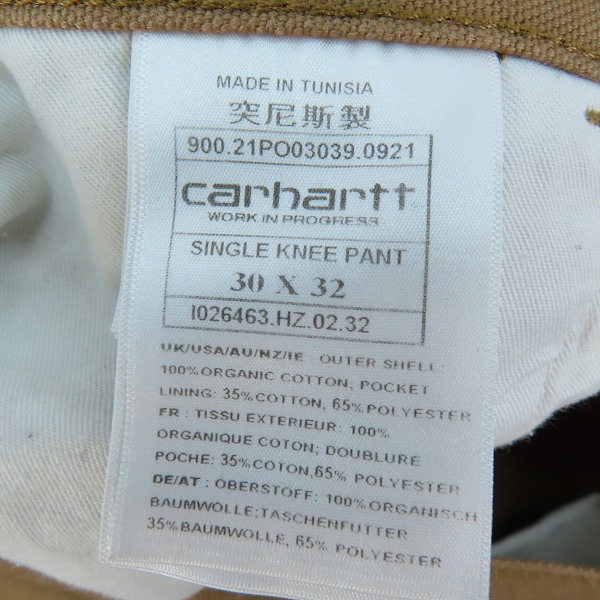 MADE IN TUNISIA
突尼斯製
900.21PO03039.0921
carhartt
WORK IN PROGRESS
SINGLE KNEE PANT
30 X 32
I026463.HZ.02.32
UK/USA/AU/NZ/IE OUTER SHELL:
100%ORGANIC COTTON, POCKET
LINING: 35%COTTON, 65%POLYESTER
FR : TISSU EXTERIEUR: 100%
ORGANIQUE COTON; DOUBLURE
POCHE: 35%COTON,65% POLYESTER
DE/AT : OBERSTOFF: 100%ORGANISCH
BAUMWOLLE;TASCHENFUTTER
35%BAUMWOLLE, 65% POLYESTER